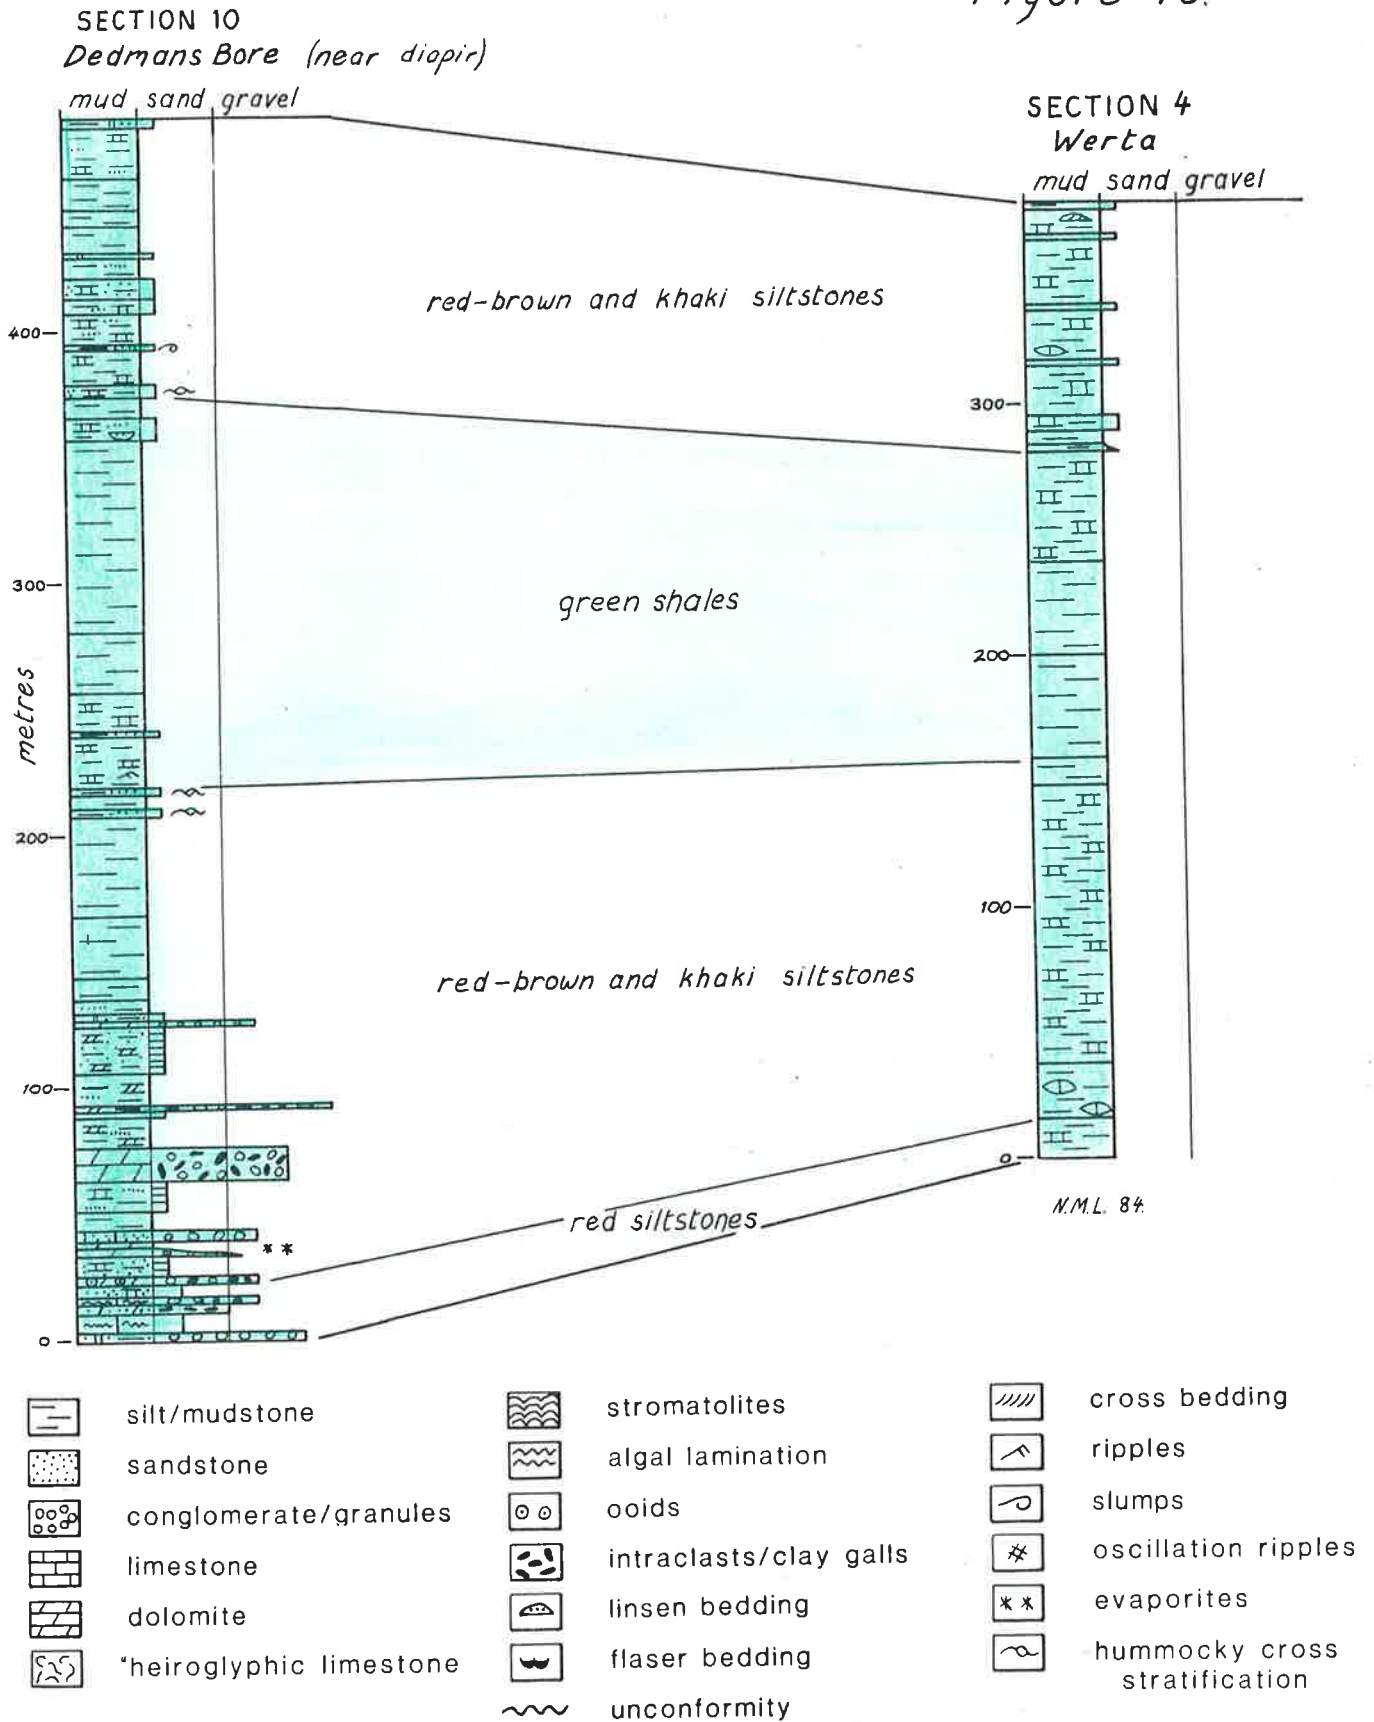 SECTION 10
Dedmans Bore (near diapir)
mud sand gravel
SECTION 4
Werta
mud sand gravel
red-brown and khaki siltstones
400
300
300
green shales
200
metres
200
100
red-brown and khaki siltstones
100
0
N.M.L. 84.
red siltstones
0
silt/mudstone
sandstone
conglomerate/granules
limestone
dolomite
"heiroglyphic limestone
stromatolites
algal lamination
ooids
intraclasts/clay galls
linsen bedding
flaser bedding
unconformity
cross bedding
ripples
slumps
oscillation ripples
evaporites
hummocky cross
stratification